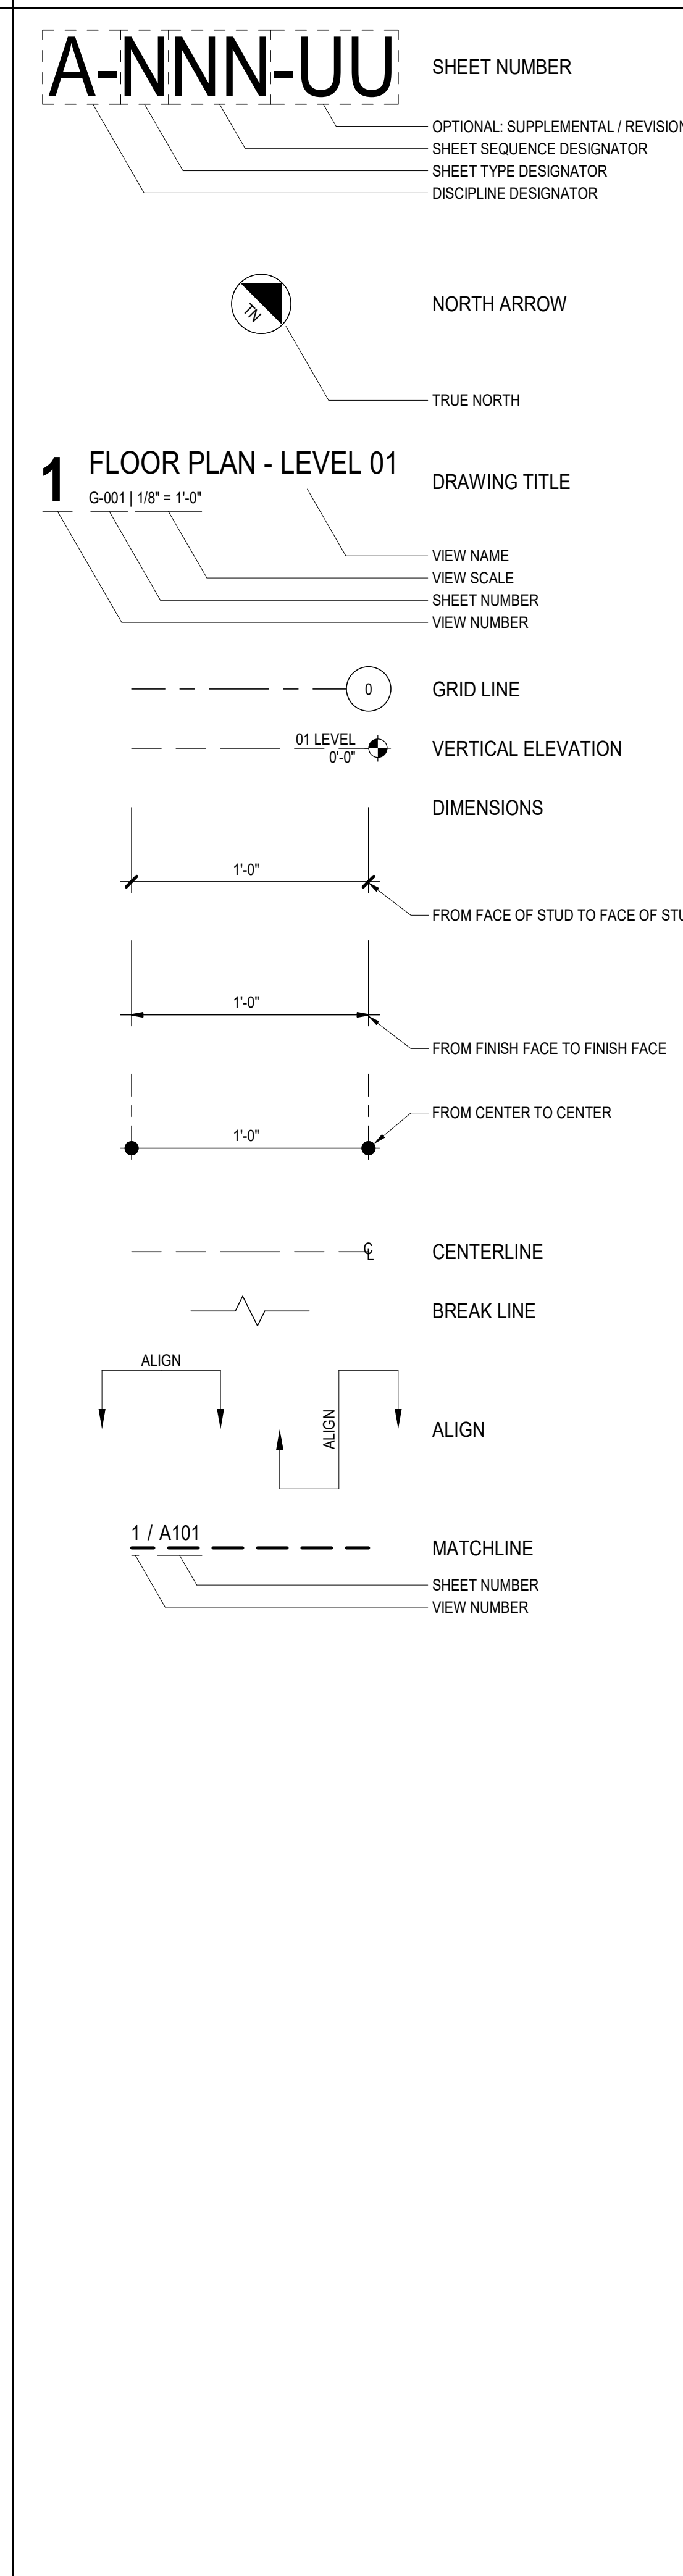 A-NNN-UU
SHEET NUMBER
OPTIONAL: SUPPLEMENTAL / REVISION
SHEET SEQUENCE DESIGNATOR
SHEET TYPE DESIGNATOR
DISCIPLINE DESIGNATOR
TN
NORTH ARROW
TRUE NORTH
1
FLOOR PLAN - LEVEL 01
G-001 | 1/8" = 1'-0"
DRAWING TITLE
VIEW NAME
VIEW SCALE
SHEET NUMBER
VIEW NUMBER
0
GRID LINE
01 LEVEL
0'-0"
VERTICAL ELEVATION
DIMENSIONS
1'-0"
FROM FACE OF STUD TO FACE OF
1'-0"
FROM FINISH FACE TO FINISH FACE
FROM CENTER TO CENTER
1'-0"
CL
CENTERLINE
BREAK LINE
ALIGN
ALIGN
ALIGN
1 / A101
MATCHLINE
SHEET NUMBER
VIEW NUMBER